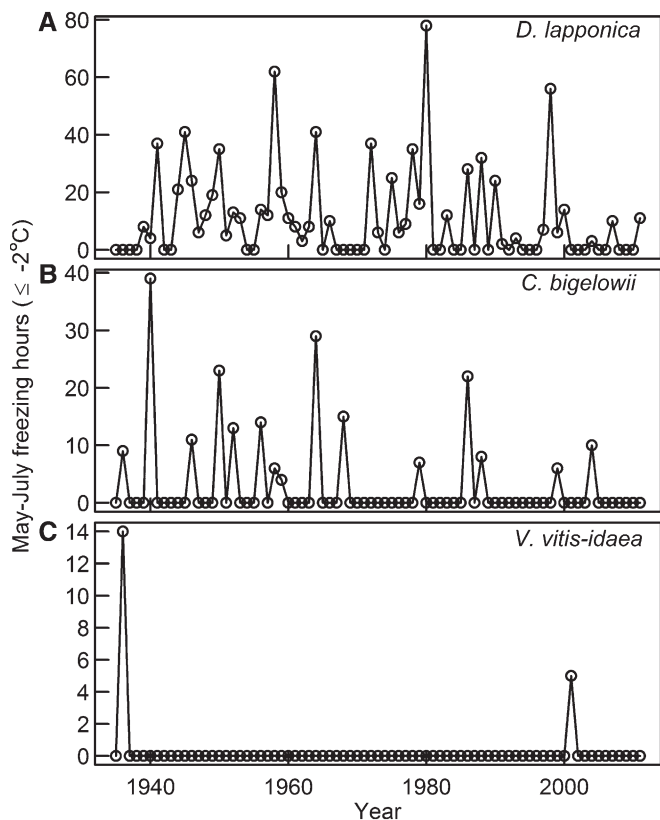 A
D. lapponica
80
60
40
20
0
B
C. bigelowii
40
30
20
10
0
May-July freezing hours (≤ -2°C)
C
V. vitis-idaea
14
12
10
8
6
4
2
0
1940 1960 1980 2000
Year